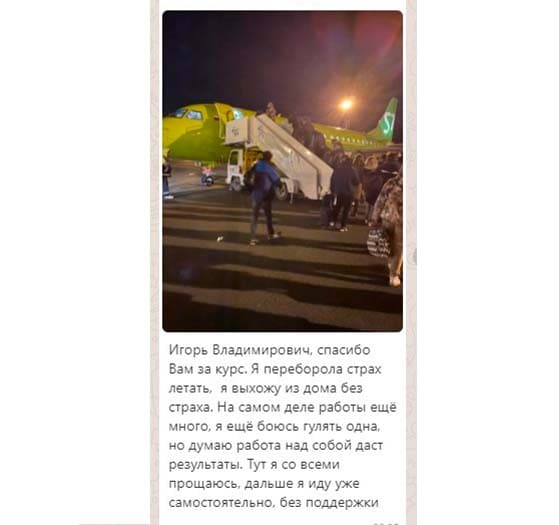 Игорь Владимирович, спасибо
Вам за курс. Я переборола страх
летать, я выхожу из дома без
страха. На самом деле работы ещё
много, я ещё боюсь гулять одна,
но думаю работа над собой даст
результаты. Тут я со всеми
прощаюсь, дальше я иду уже
самостоятельно, без поддержки